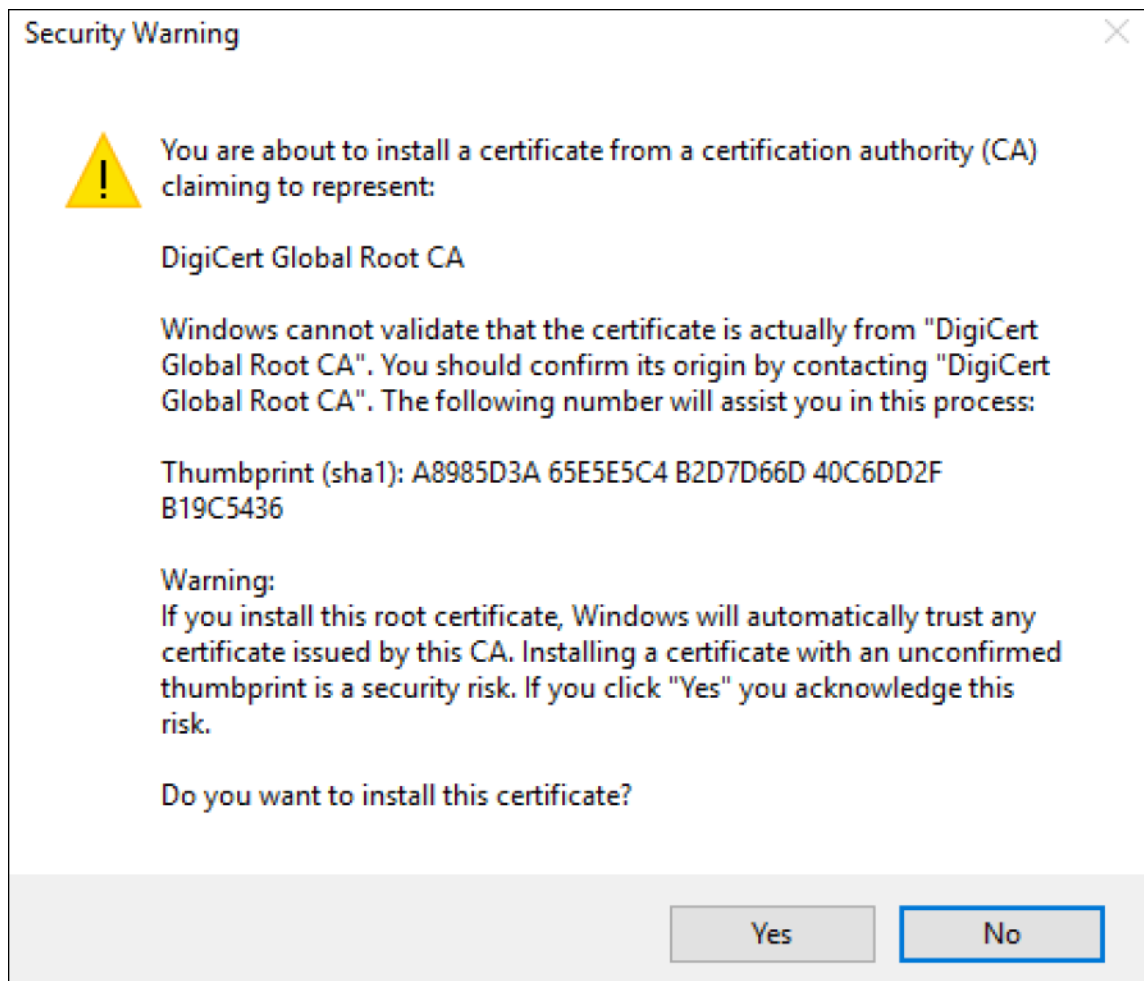 Security Warning
You are about to install a certificate from a certification authority (CA)
claiming to represent:
DigiCert Global Root CA
Windows cannot validate that the certificate is actually from "DigiCert
Global Root CA". You should confirm its origin by contacting "DigiCert
Global Root CA". The following number will assist you in this process:
Thumbprint (sha1): A8985D3A 65E5E5C4 B2D7D66D 40C6DD2F
B19C5436
Warning:
If you install this root certificate, Windows will automatically trust any
certificate issued by this CA. Installing a certificate with an unconfirmed
thumbprint is a security risk. If you click "Yes" you acknowledge this
risk.
Do you want to install this certificate?
Yes
No